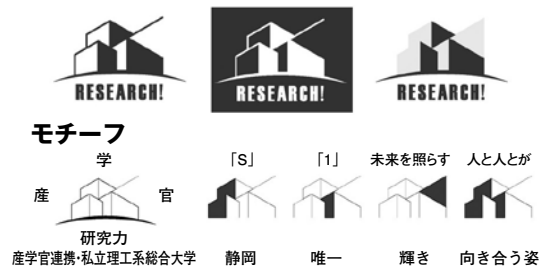 RESEARCH!
RESEARCH!
RESEARCH!
モチーフ
学
産
官
研究力
産学官連携・私立理工系総合大学
「S」
静岡
「1」
唯一
未来を照らす
輝き
人と人とが
向き合う姿